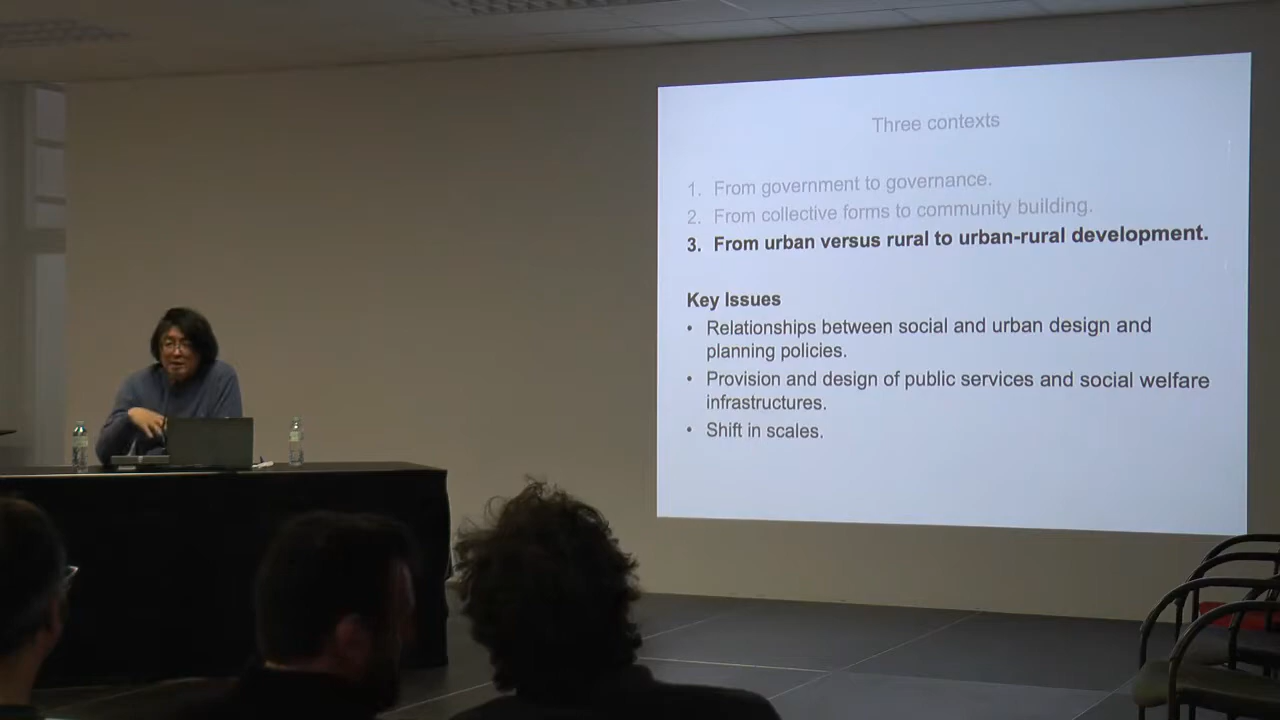 Three contexts
1. From government to governance.
2. From collective forms to community building.
3. From urban versus rural to urban-rural development.
Key Issues
• Relationships between social and urban design and
planning policies.
• Provision and design of public services and social welfare
infrastructures.
• Shift in scales.